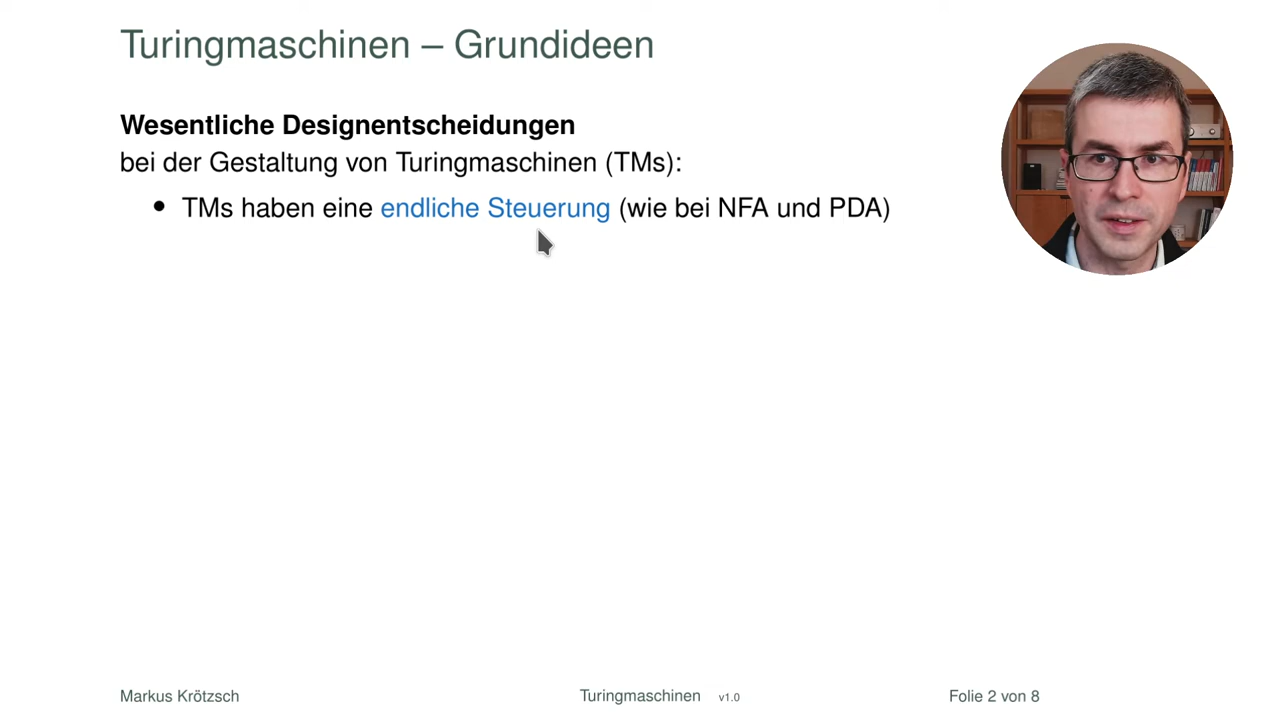 Turingmaschinen – Grundideen
Wesentliche Designentscheidungen
bei der Gestaltung von Turingmaschinen (TMs):
• TMs haben eine endliche Steuerung (wie bei NFA und PDA)
Markus Krötzsch Turingmaschinen v1.0 Folie 2 von 8